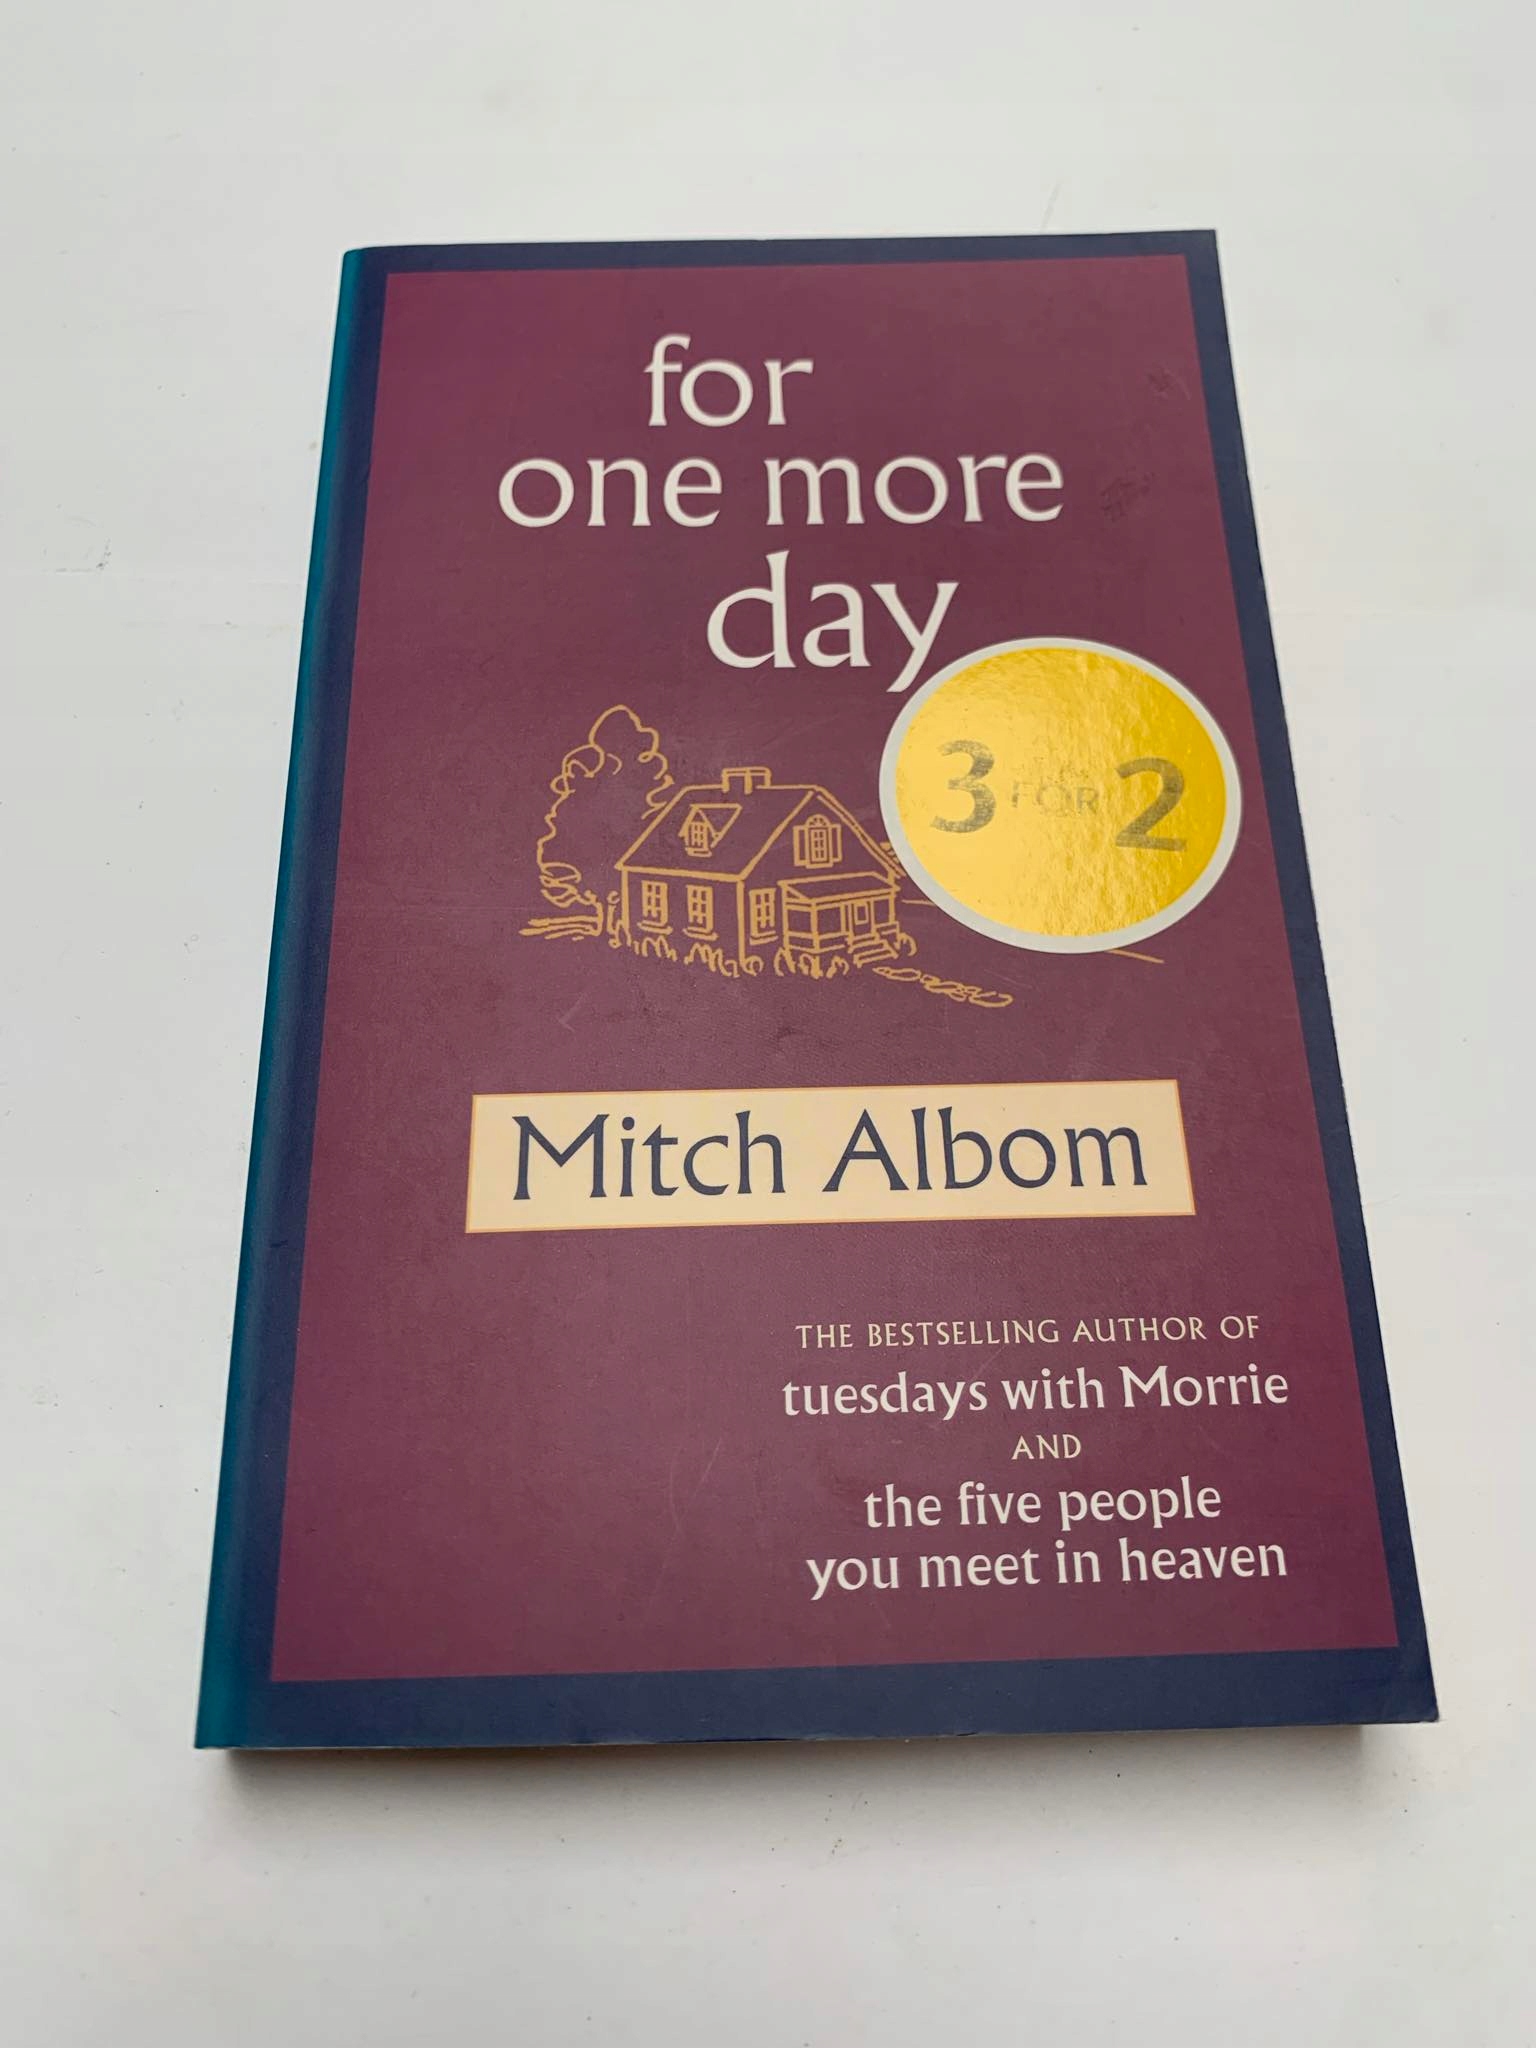 for
one more
day
3 FOR 2
Mitch Albom
THE BESTSELLING AUTHOR OF
tuesdays with Morrie
AND
the five people
you meet in heaven